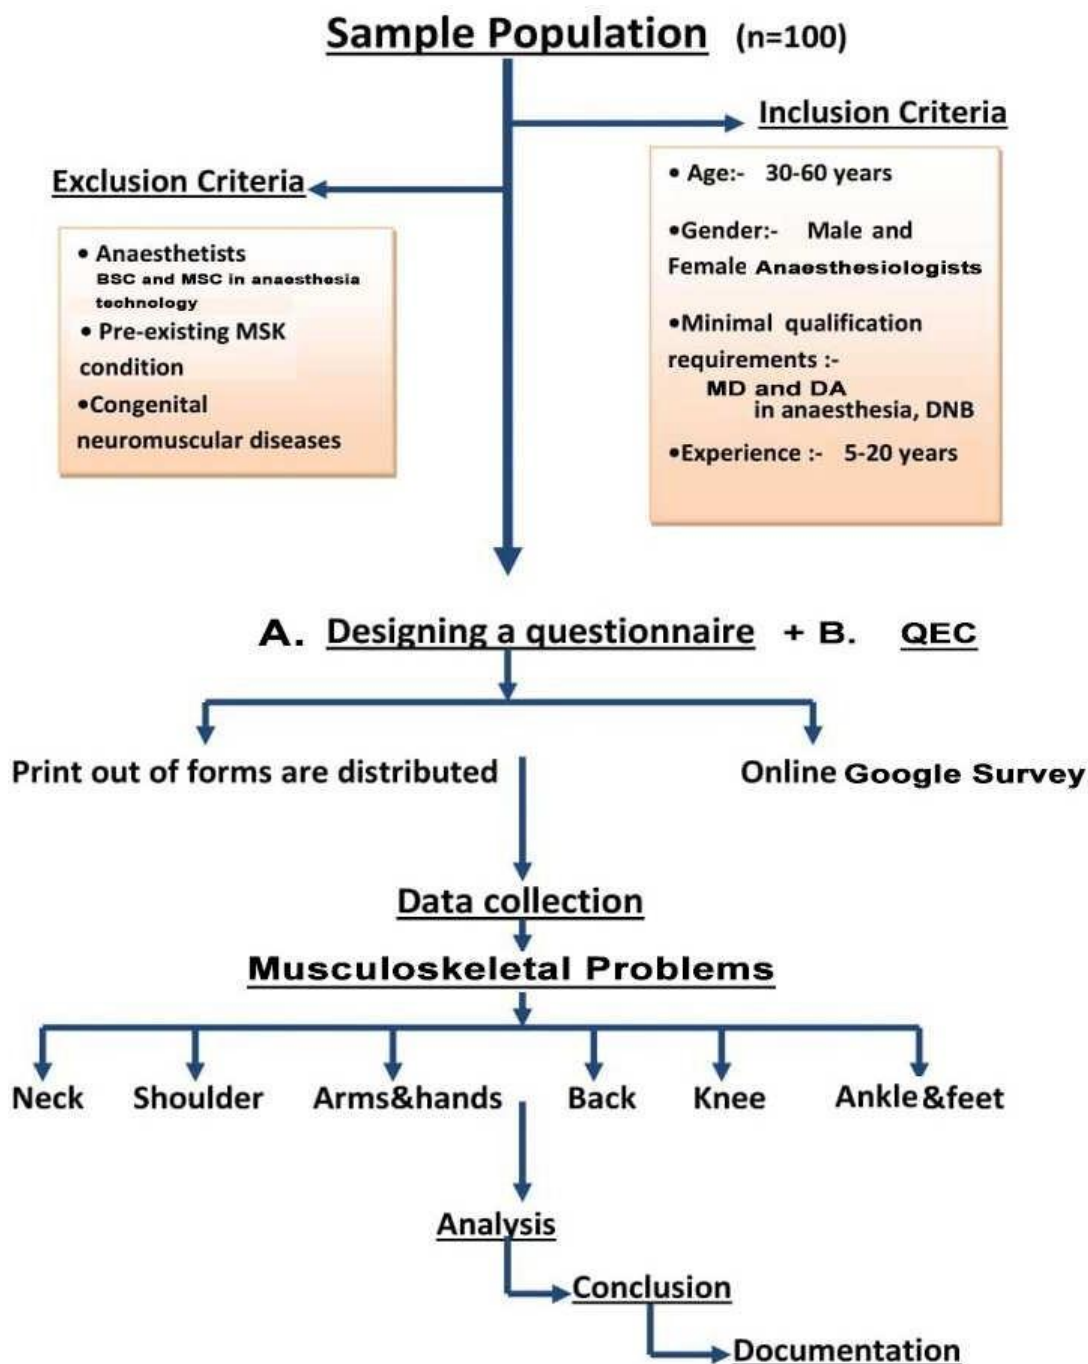 Sample Population (n=100)
Inclusion Criteria
Exclusion Criteria
• Age:- 30-60 years
•Gender:- Male and
Female Anaesthesiologists
•Minimal qualification
requirements :-
MD and DA
in anaesthesia, DNB
•Experience :- 5-20 years
• Anaesthetists
BSC and MSC in anaesthesia
technology
• Pre-existing MSK
condition
•Congenital
neuromuscular diseases
A. Designing a questionnaire + B. QEC
Print out of forms are distributed
Online Google Survey
Data collection
Musculoskeletal Problems
Neck Shoulder Arms&hands Back Knee Ankle&feet
Analysis
Conclusion
Documentation